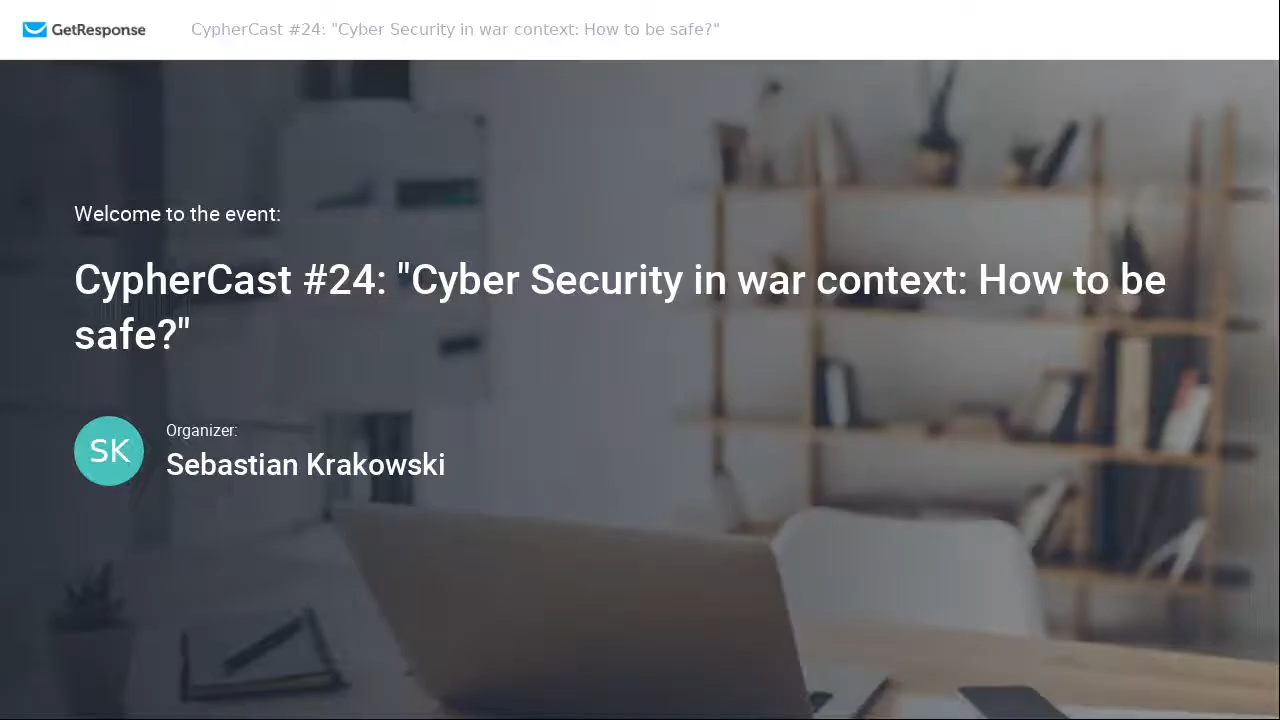 GetResponse CypherCast #24: "Cyber Security in war context: How to be safe?"
Welcome to the event:
CypherCast #24: "Cyber Security in war context: How to be
safe?"
SK
Organizer:
Sebastian Krakowski